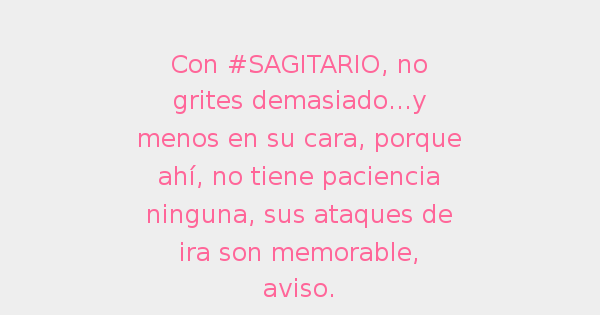 Con #SAGITARIO, no
grites demasiado...y
menos en su cara, porque
ahí, no tiene paciencia
ninguna, sus ataques de
ira son memorable,
aviso.